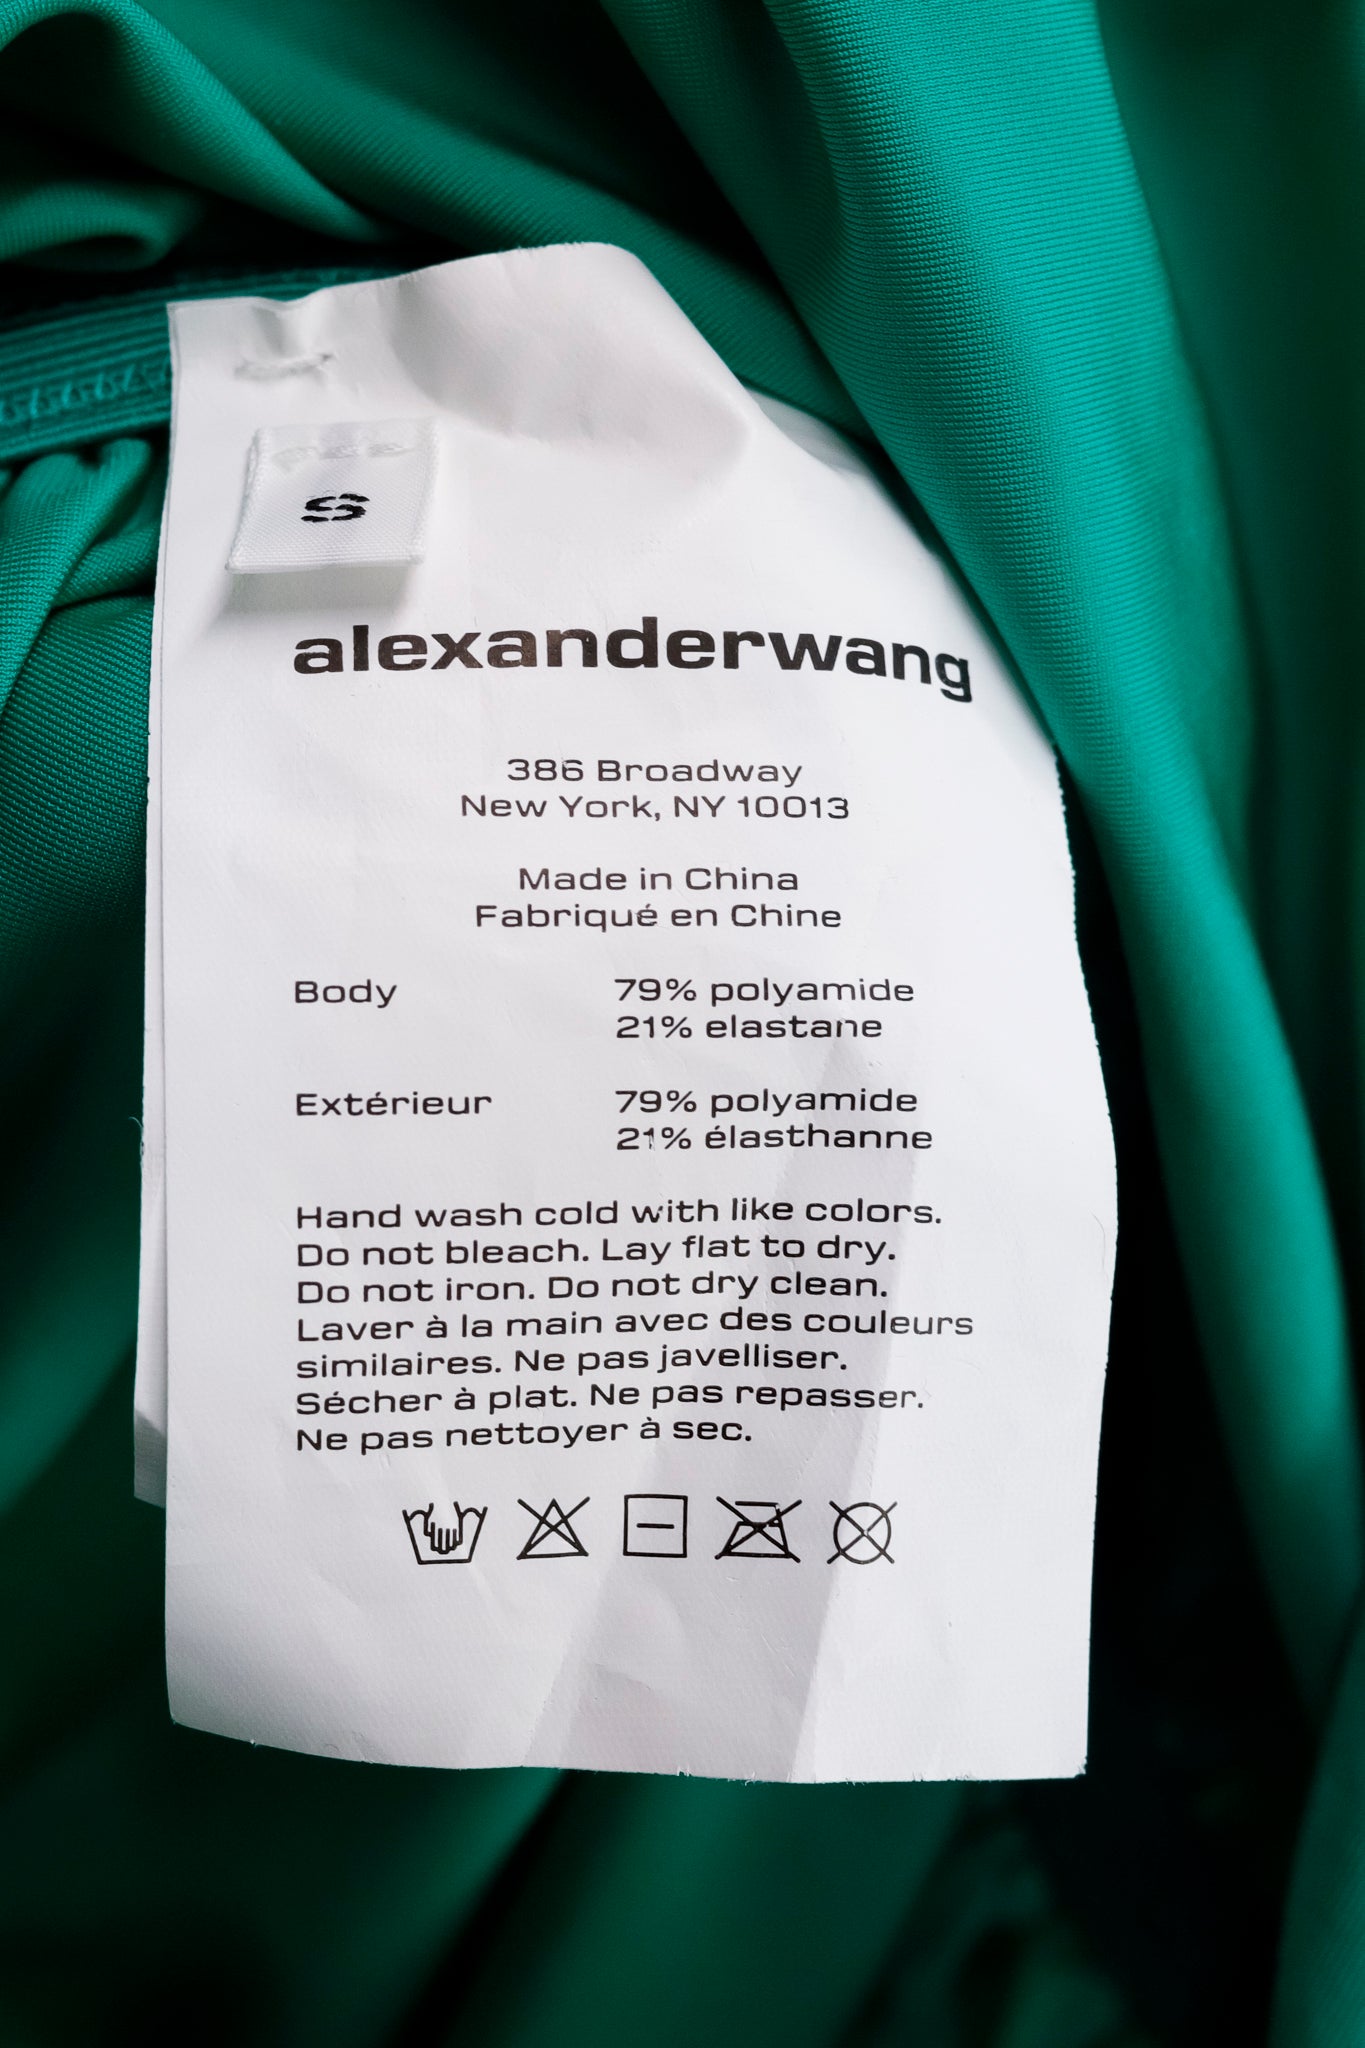 S
alexanderwang
386 Broadway
New York, NY 10013
Made in China
Fabriqué en Chine
Body 79% polyamide
21% elastane
Extérieur 79% polyamide
21% élasthanne
Hand wash cold with like colors.
Do not bleach. Lay flat to dry.
Do not iron. Do not dry clean.
Laver à la main avec des couleurs
similaires. Ne pas javelliser.
Sécher à plat. Ne pas repasser.
Ne pas nettoyer à sec.